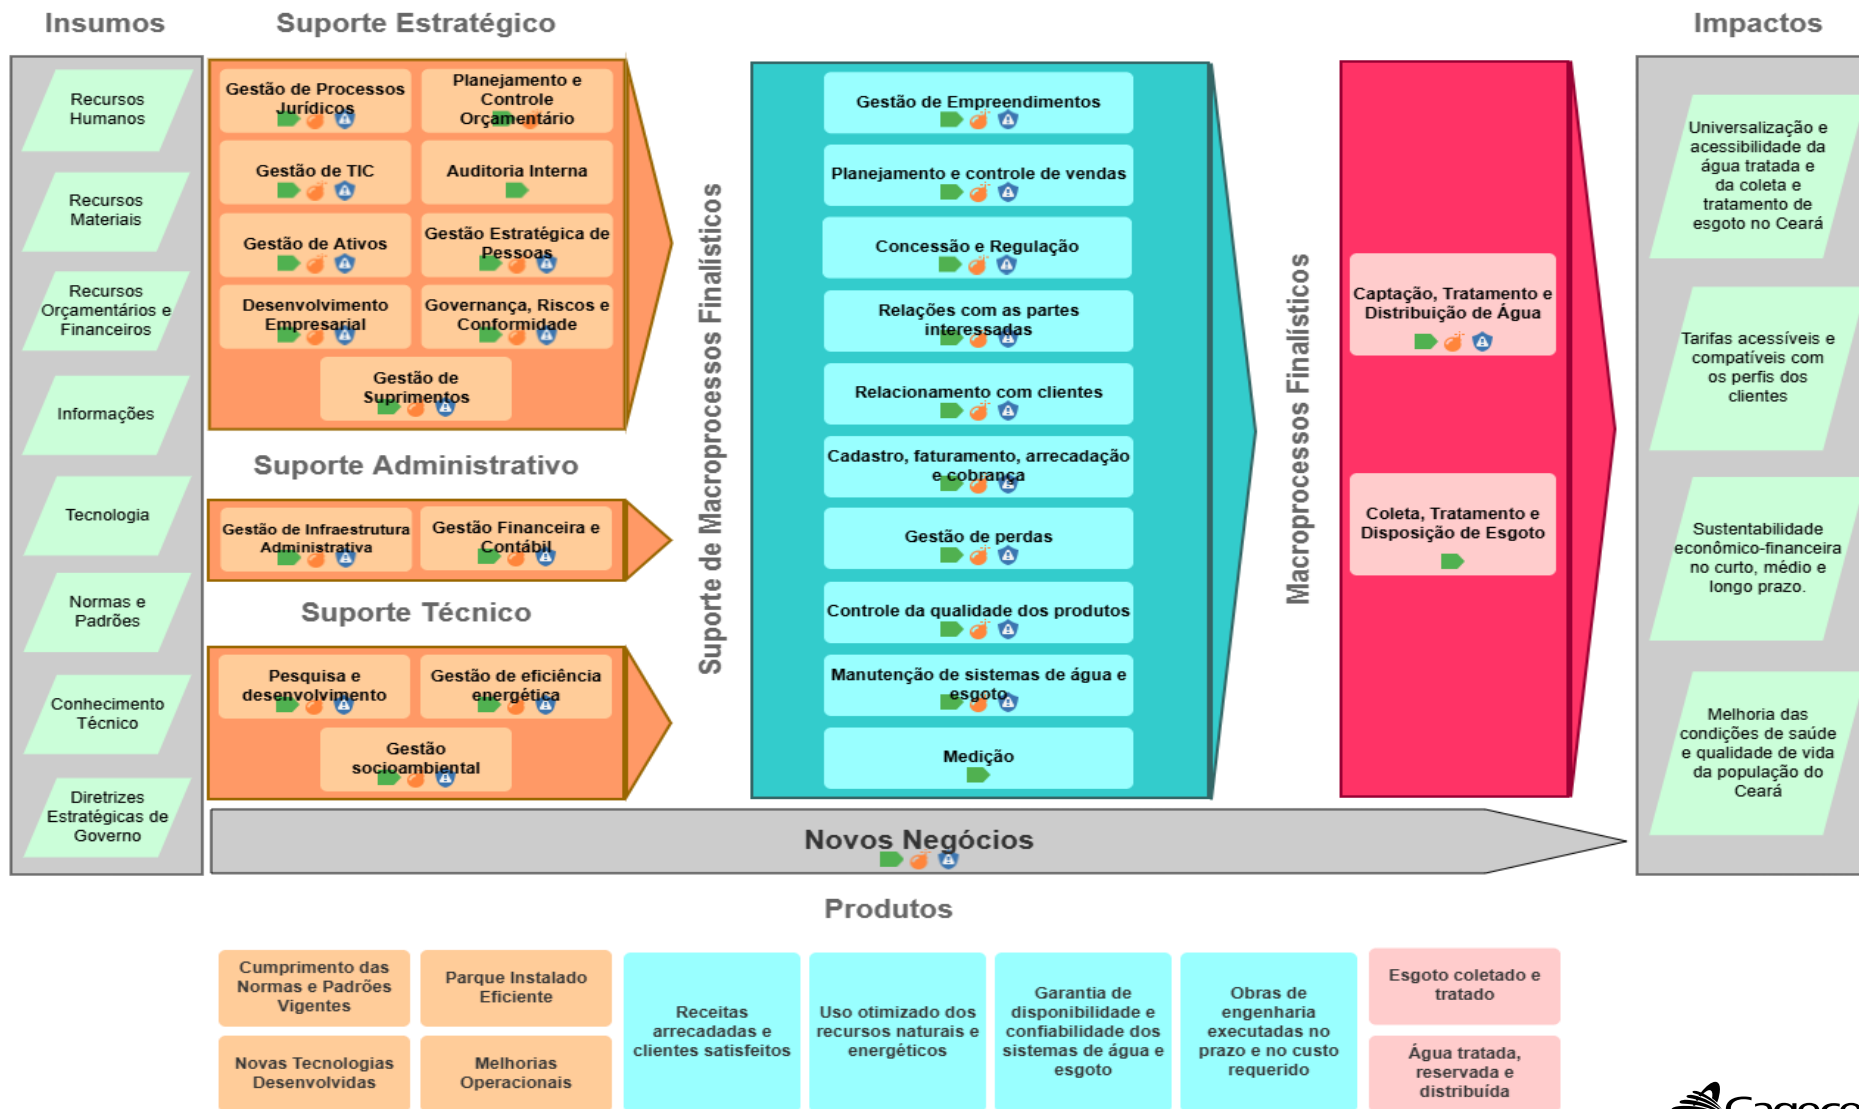 Insumos
Recursos
Humanos
Recursos
Materiais
Recursos
Orçamentários e
Financeiros
Informações
Tecnologia
Normas e
Padrões
Conhecimento
Técnico
Diretrizes
Estratégicas de
Governo
Suporte Estratégico
Gestão de Processos
Jurídicos
Planejamento e
Controle
Orçamentário
Gestão de TIC
Auditoria Interna
Gestão de Ativos
Gestão Estratégica de
Pessoas
Desenvolvimento
Empresarial
Governança, Riscos e
Conformidade
Gestão de
Suprimentos
Suporte Administrativo
Gestão de Infraestrutura
Administrativa
Gestão Financeira e
Contábil
Suporte Técnico
Pesquisa e
desenvolvimento
Gestão de eficiência
energética
Gestão
socioambiental
Suporte de Macroprocessos Finalísticos
Gestão de Empreendimentos
Planejamento e controle de vendas
Concessão e Regulação
Relações com as partes
interessadas
Relacionamento com clientes
Cadastro, faturamento, arrecadação
e cobrança
Gestão de perdas
Controle da qualidade dos produtos
Manutenção de sistemas de água e
esgoto
Medição
Macroprocessos Finalísticos
Captação, Tratamento e
Distribuição de Água
Coleta, Tratamento e
Disposição de Esgoto
Impactos
Universalização e
acessibilidade da
água tratada e
da coleta e
tratamento de
esgoto no Ceará
Tarifas acessíveis e
compatíveis com
os perfis dos
clientes
Sustentabilidade
econômico-financeira
no curto, médio e
longo prazo.
Melhoria das
condições de saúde
e qualidade de vida
da população do
Ceará
Novos Negócios
Produtos
Cumprimento das
Normas e Padrões
Vigentes
Parque Instalado
Eficiente
Novas Tecnologias
Desenvolvidas
Melhorias
Operacionais
Receitas
arrecadadas e
clientes satisfeitos
Uso otimizado dos
recursos naturais e
energéticos
Garantia de
disponibilidade e
confiabilidade dos
sistemas de água e
esgoto
Obras de
engenharia
executadas no
prazo e no custo
requerido
Esgoto coletado e
tratado
Água tratada,
reservada e
distribuída